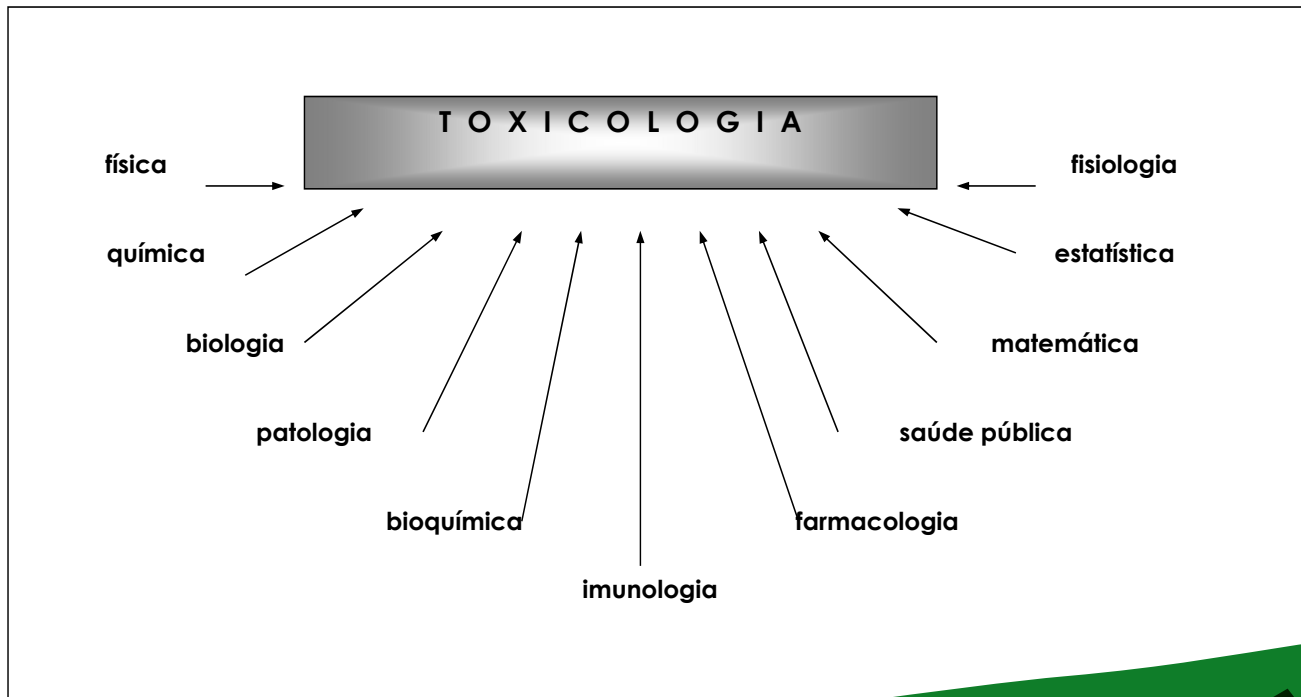 T O X I C O L O G I A
física
fisiologia
química
estatística
biologia
matemática
patologia
saúde pública
bioquímica
farmacologia
imunologia